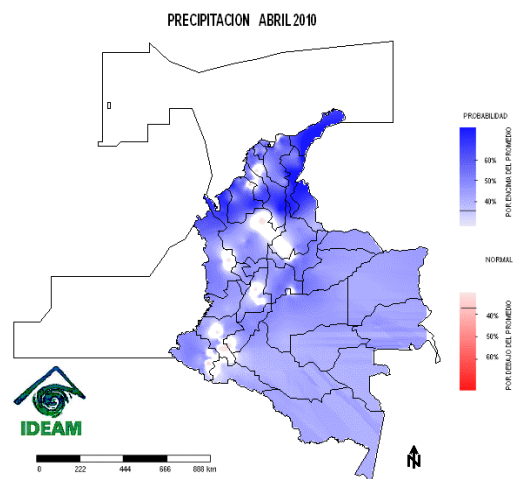 PRECIPITACION ABRIL 2010
PROBABILIDAD
60%
50%
40%
POR ENCIMA DEL PROMEDIO
NORMAL
40%
50%
60%
POR DEBAJO DEL PROMEDIO
IDEAM
0 222 444 666 888 km
N